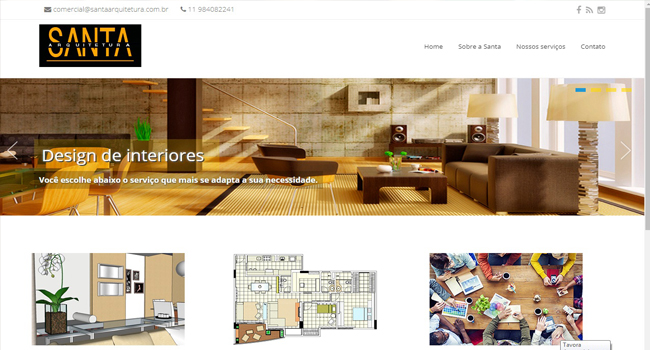 comercial@santaarquitetura.com.br 11 984082241
SANTA
ARQUITETURA
Home Sobre a Santa Nossos serviços Contato
Design de interiores
Você escolhe abaixo o serviço que mais se adapta a sua necessidade.
Tavora